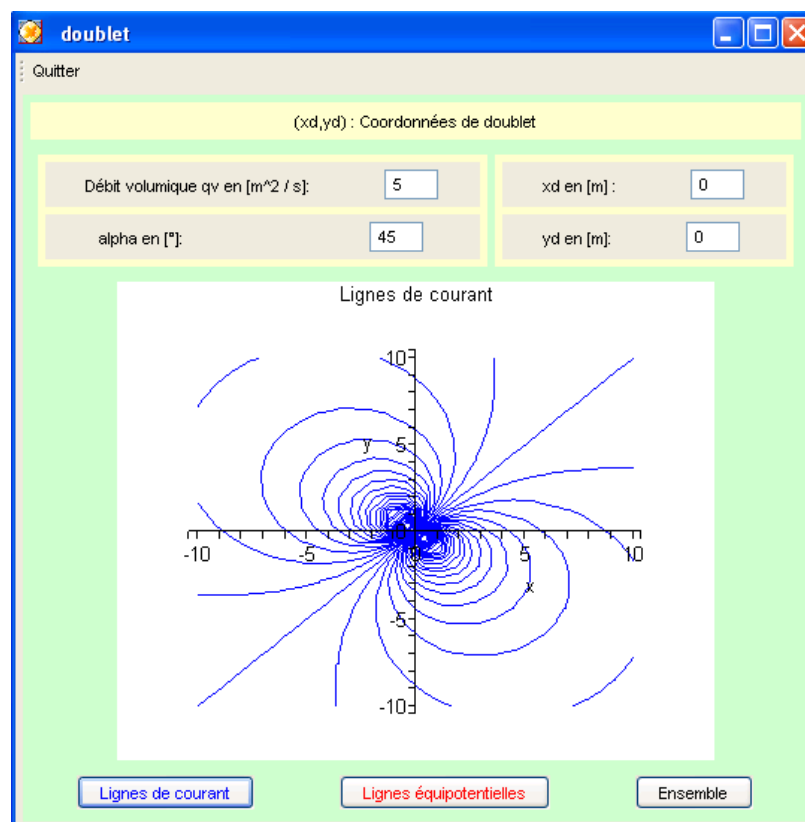 doublet
Quitter
(xd,yd) : Coordonnées de doublet
Débit volumique qv en [m^2 / s]: 5 xd en [m] : 0
alpha en [°]: 45 yd en [m]: 0
Lignes de courant
10
y 5
-10 -5 0 5 10
x
-5
-10
Lignes de courant Lignes équipotentielles Ensemble